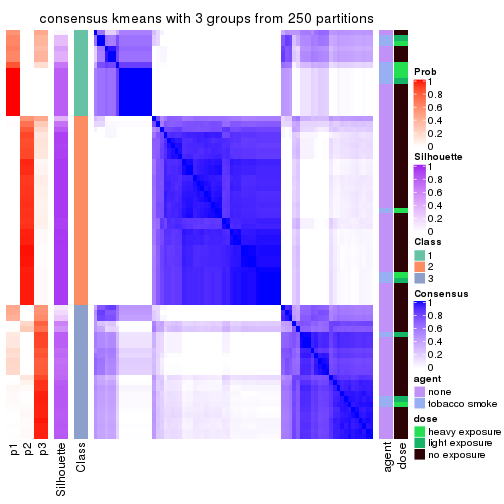 consensus kmeans with 3 groups from 250 partitions
Prob
1
0.8
0.6
0.4
0.2
0
Silhouette
1
0.8
0.6
0.4
0.2
0
Class
1
2
3
Consensus
1
0.8
0.6
0.4
0.2
0
agent
none
tobacco smoke
dose
heavy exposure
light exposure
no exposure
p1
p2
p3
Silhouette
Class
agent
dose